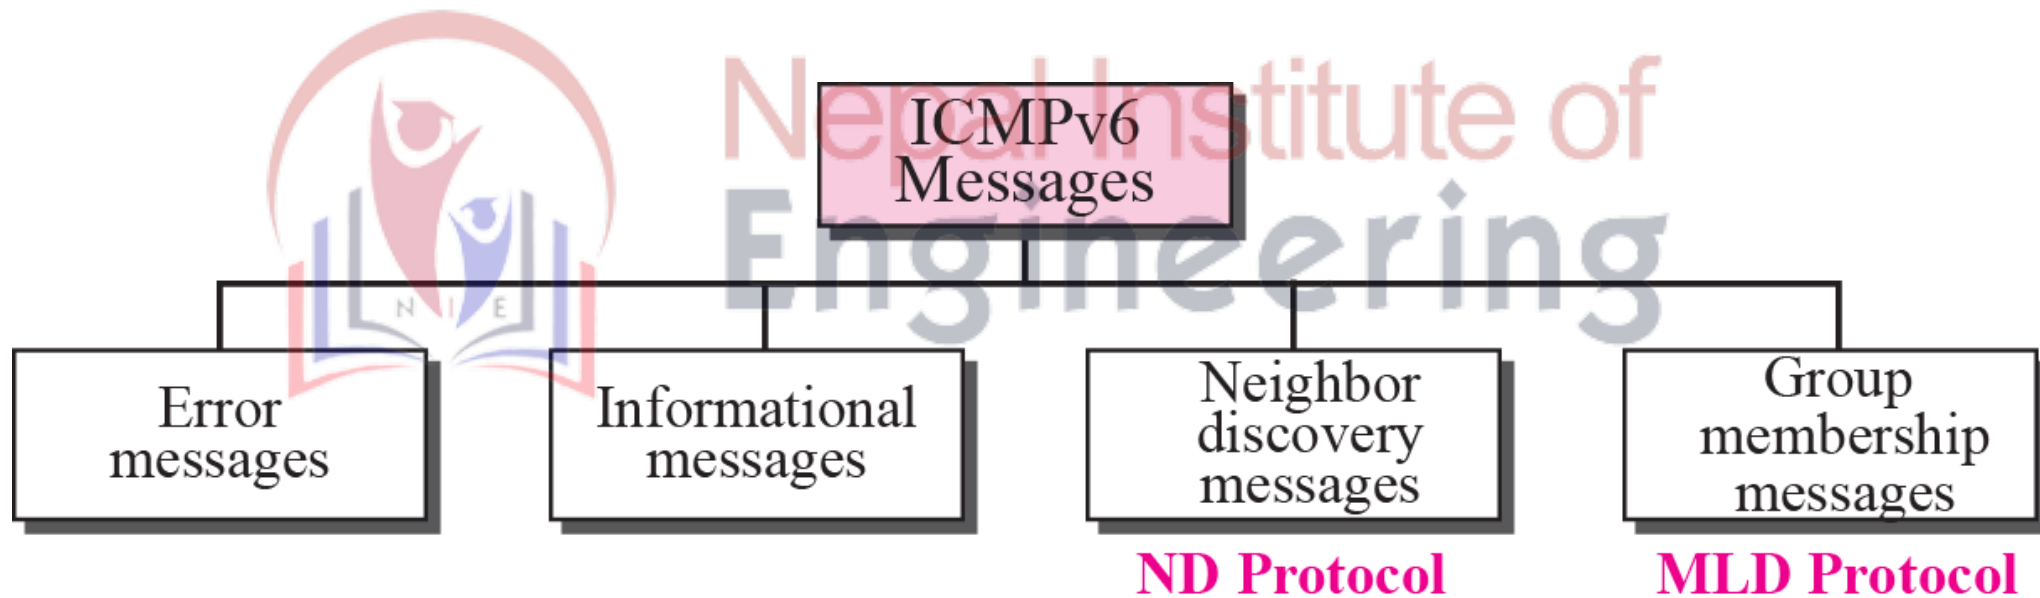 Nepal Institute of
Engineering
N I E
ICMPv6
Messages
Error
messages
Informational
messages
Neighbor
discovery
messages
Group
membership
messages
ND Protocol
MLD Protocol